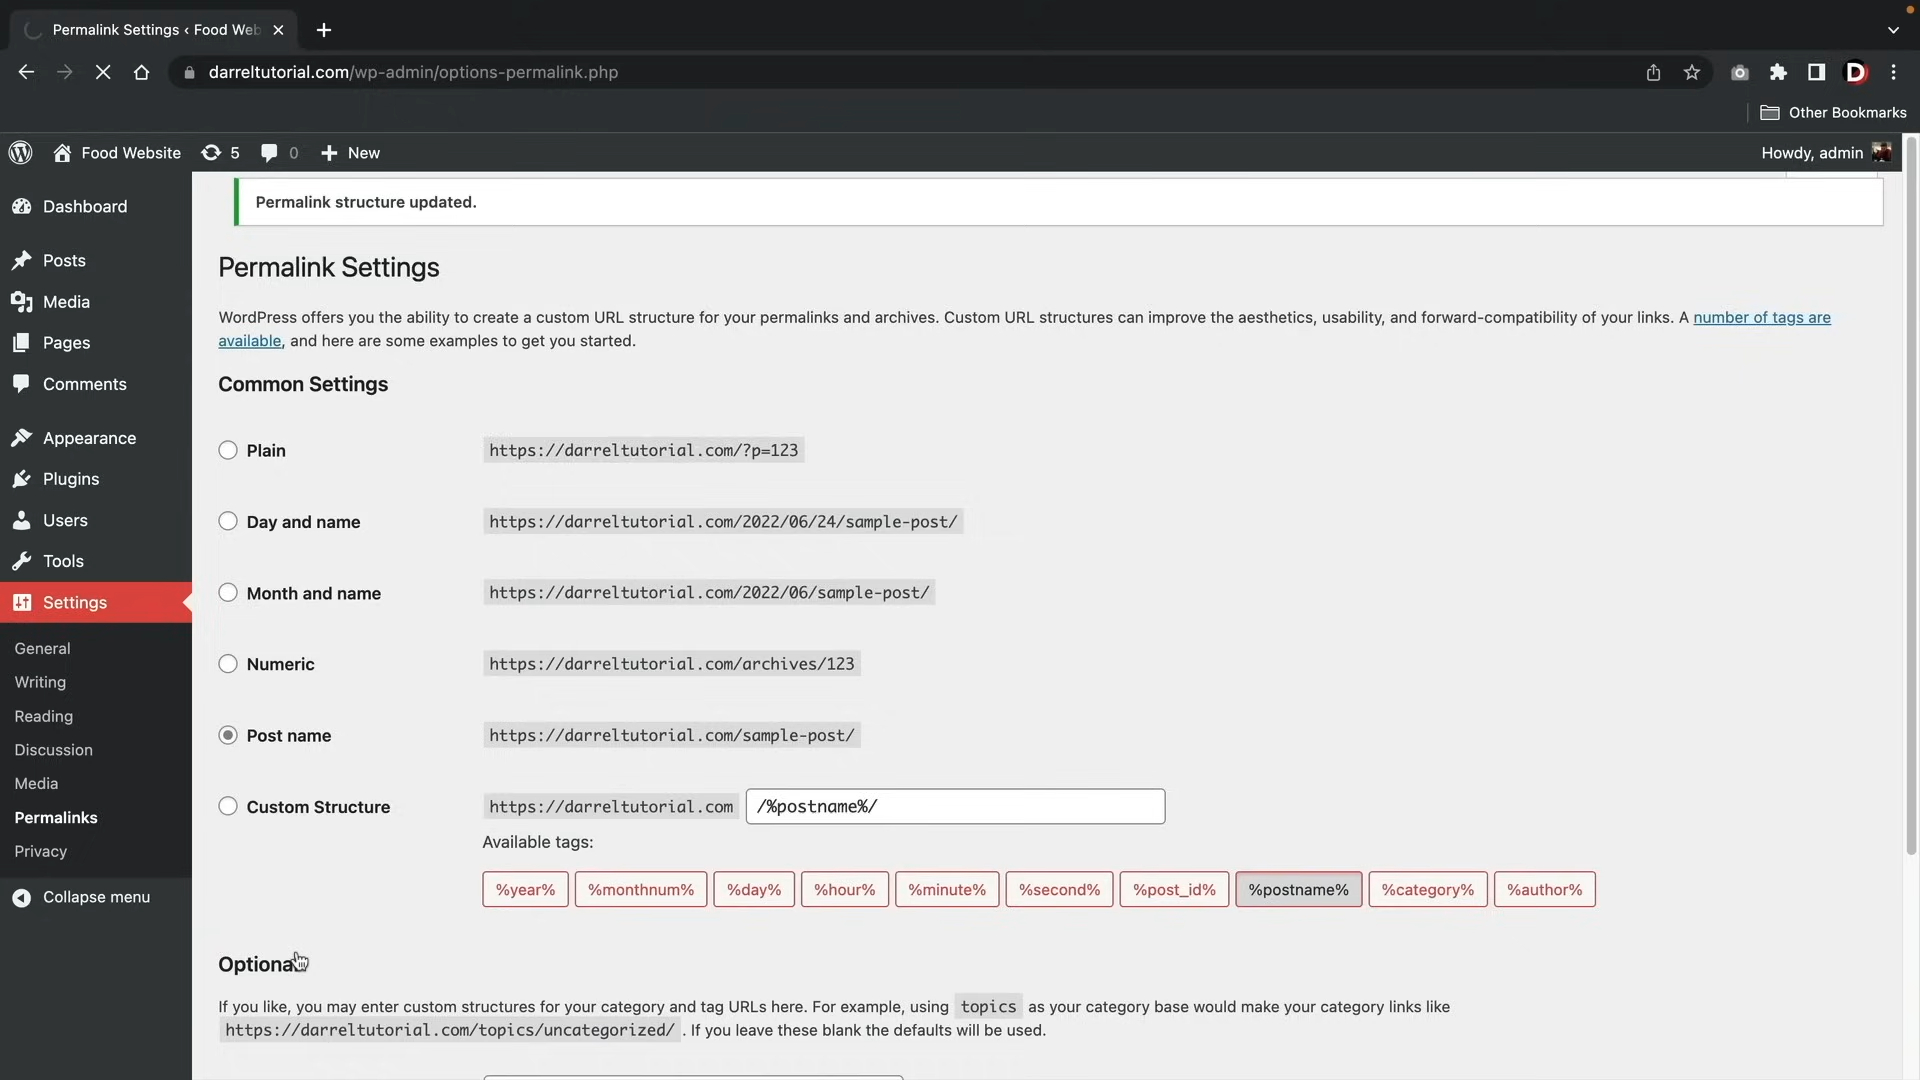 Permalink Settings ‹ Food Web
darreltutorial.com/wp-admin/options-permalink.php
D
Other Bookmarks
Food Website 5 0 New Howdy, admin
Dashboard
Posts
Media
Pages
Comments
Appearance
Plugins
Users
Tools
Settings
General
Writing
Reading
Discussion
Media
Permalinks
Privacy
Collapse menu
Permalink structure updated.
Permalink Settings
WordPress offers you the ability to create a custom URL structure for your permalinks and archives. Custom URL structures can improve the aesthetics, usability, and forward-compatibility of your links. A number of tags are
available, and here are some examples to get you started.
Common Settings
Plain https://darreltutorial.com/?p=123
Day and name https://darreltutorial.com/2022/06/24/sample-post/
Month and name https://darreltutorial.com/2022/06/sample-post/
Numeric https://darreltutorial.com/archives/123
Post name https://darreltutorial.com/sample-post/
Custom Structure https://darreltutorial.com /%postname%/
Available tags:
%year% %monthnum% %day% %hour% %minute% %second% %post_id% %postname% %category% %author%
Optional
If you like, you may enter custom structures for your category and tag URLs here. For example, using topics as your category base would make your category links like
https://darreltutorial.com/topics/uncategorized/ . If you leave these blank the defaults will be used.